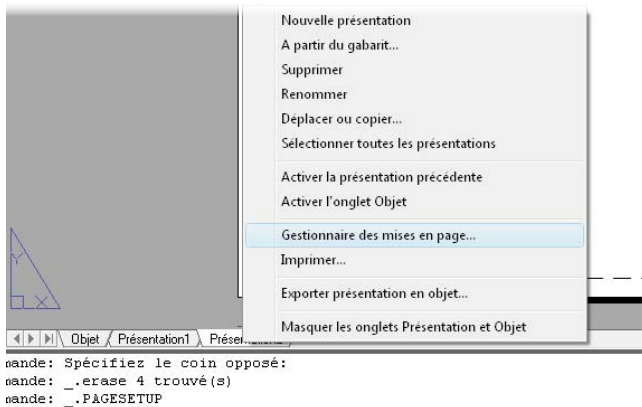 Nouvelle présentation
A partir du gabarit...
Supprimer
Renommer
Déplacer ou copier...
Sélectionner toutes les présentations
Activer la présentation précédente
Activer l'onglet Objet
Gestionnaire des mises en page...
Imprimer...
Exporter présentation en objet...
Masquer les onglets Présentation et Objet
Y
X
Objet Présentation1
mande: Spécifiez le coin opposé:
mande: _.erase 4 trouvé(s)
mande: _.PAGESETUP